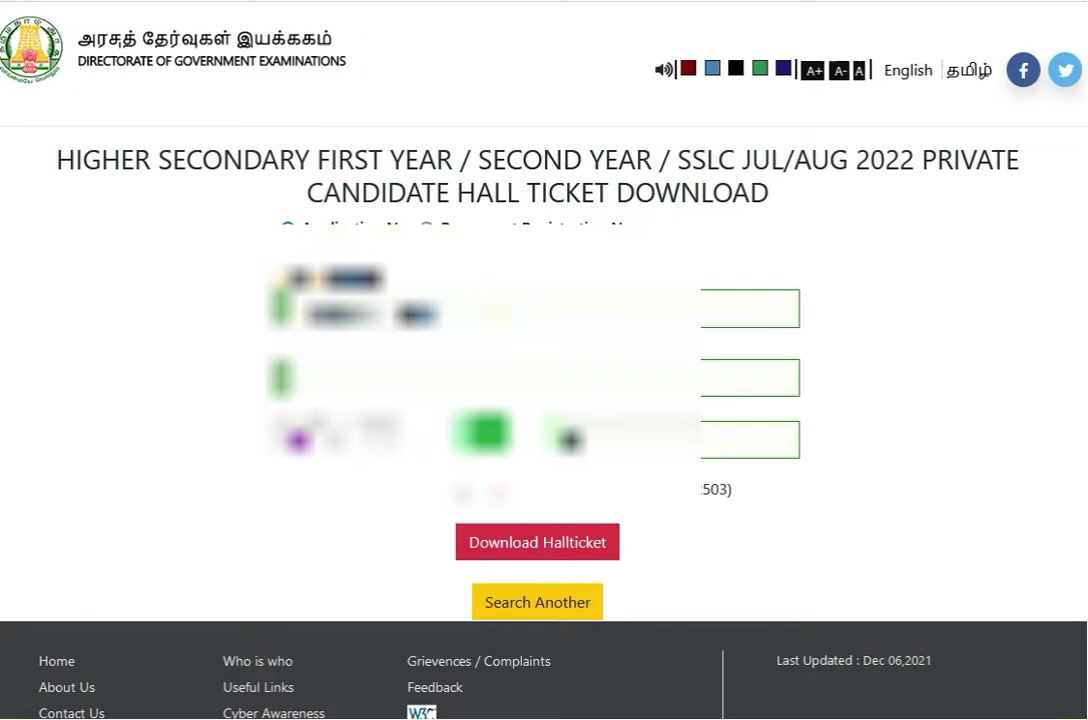 அரசுத் தேர்வுகள் இயக்ககம்
DIRECTORATE OF GOVERNMENT EXAMINATIONS
A+ A- A English தமிழ்
HIGHER SECONDARY FIRST YEAR / SECOND YEAR / SSLC JUL/AUG 2022 PRIVATE
CANDIDATE HALL TICKET DOWNLOAD
503)
Download Hallticket
Search Another
Home Who is who Grievences / Complaints Last Updated : Dec 06,2021
About Us Useful Links Feedback
Contact Us Cyber Awareness W3C